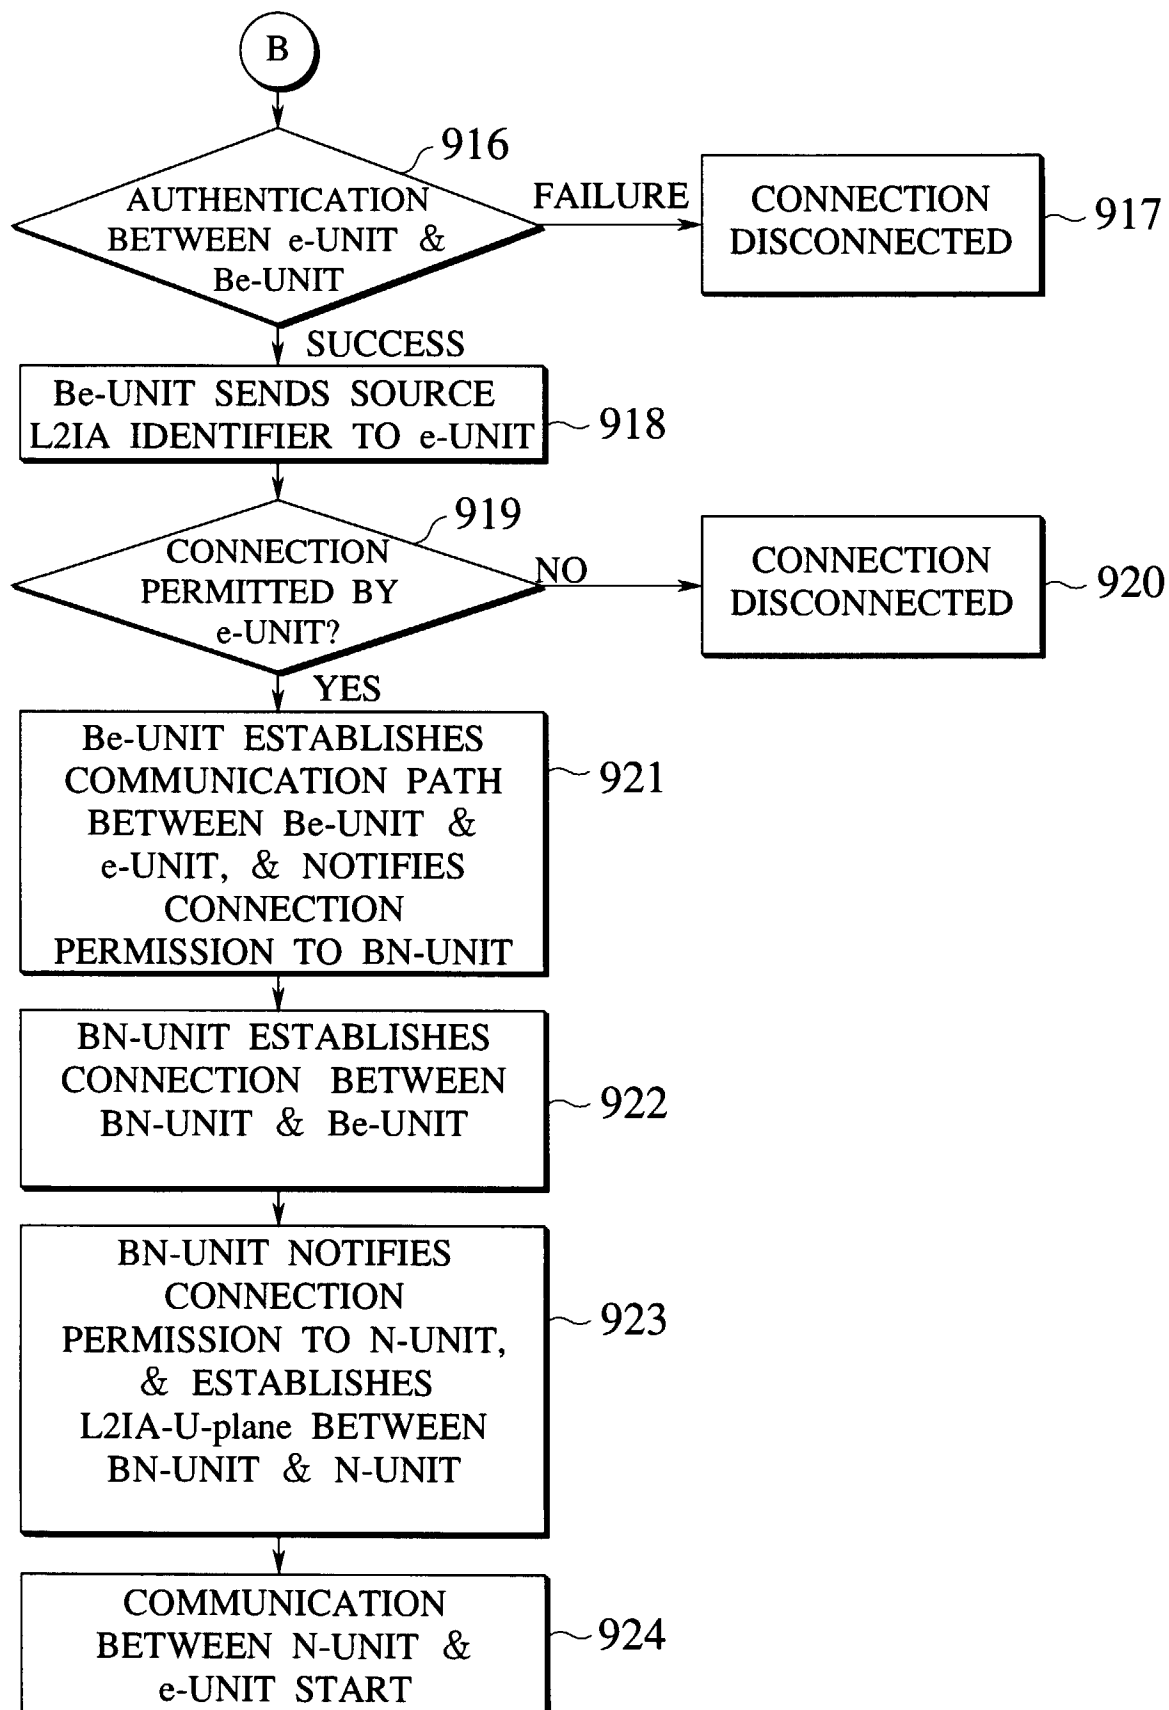 B
916
AUTHENTICATION
BETWEEN e-UNIT &
Be-UNIT
FAILURE
CONNECTION
DISCONNECTED
917
SUCCESS
Be-UNIT SENDS SOURCE
L2IA IDENTIFIER TO e-UNIT
918
919
CONNECTION
PERMITTED BY
e-UNIT?
NO
CONNECTION
DISCONNECTED
920
YES
Be-UNIT ESTABLISHES
COMMUNICATION PATH
BETWEEN Be-UNIT &
e-UNIT, & NOTIFIES
CONNECTION
PERMISSION TO BN-UNIT
921
BN-UNIT ESTABLISHES
CONNECTION BETWEEN
BN-UNIT & Be-UNIT
922
BN-UNIT NOTIFIES
CONNECTION
PERMISSION TO N-UNIT,
& ESTABLISHES
L2IA-U-plane BETWEEN
BN-UNIT & N-UNIT
923
COMMUNICATION
BETWEEN N-UNIT &
e-UNIT START
924